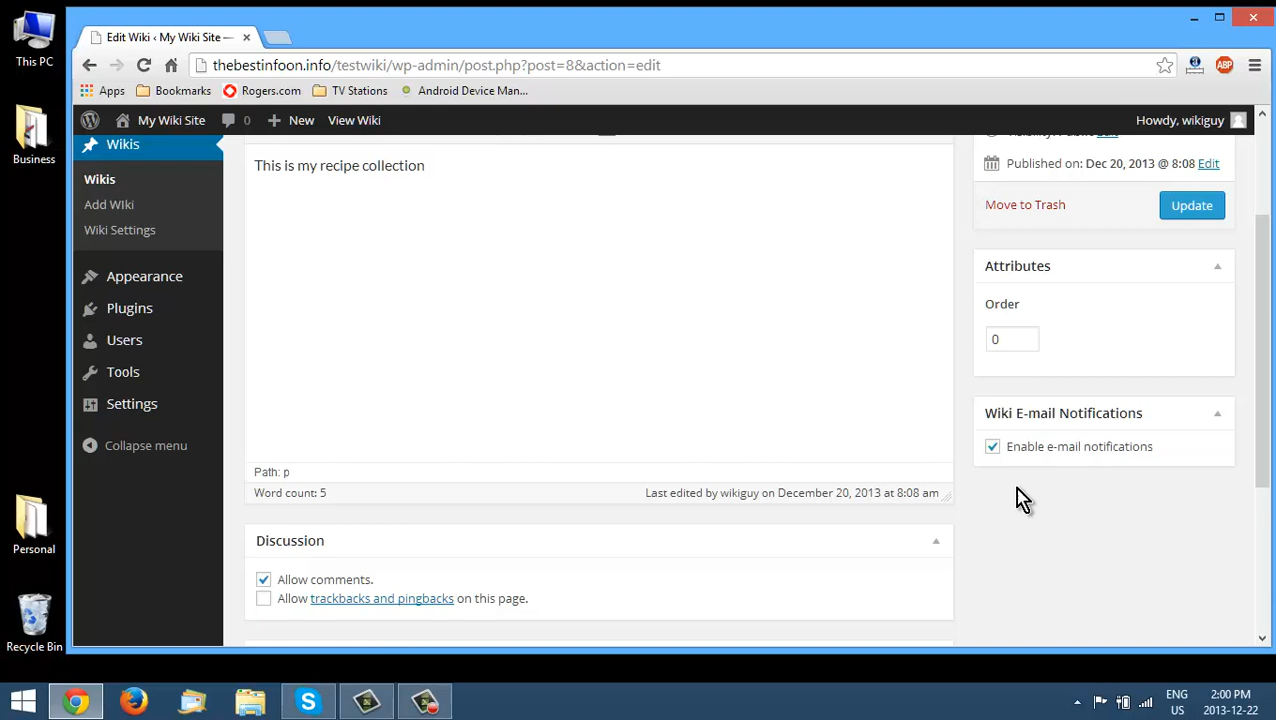 This PC
Business
Personal
Recycle Bin
Edit Wiki ‹ My Wiki Site —
thebestinfoon.info/testwiki/wp-admin/post.php?post=8&action=edit
Apps Bookmarks Rogers.com TV Stations Android Device Man...
My Wiki Site 0 New View Wiki Howdy, wikiguy
Wikis
Wikis
Add WIki
Wiki Settings
Appearance
Plugins
Users
Tools
Settings
Collapse menu
This is my recipe collection
Path: p
Word count: 5 Last edited by wikiguy on December 20, 2013 at 8:08 am
Discussion
Allow comments.
Allow trackbacks and pingbacks on this page.
Visibility: Public Edit
Published on: Dec 20, 2013 @ 8:08 Edit
Move to Trash Update
Attributes
Order
0
Wiki E-mail Notifications
Enable e-mail notifications
ABP
ENG 2:00 PM
US 2013-12-22